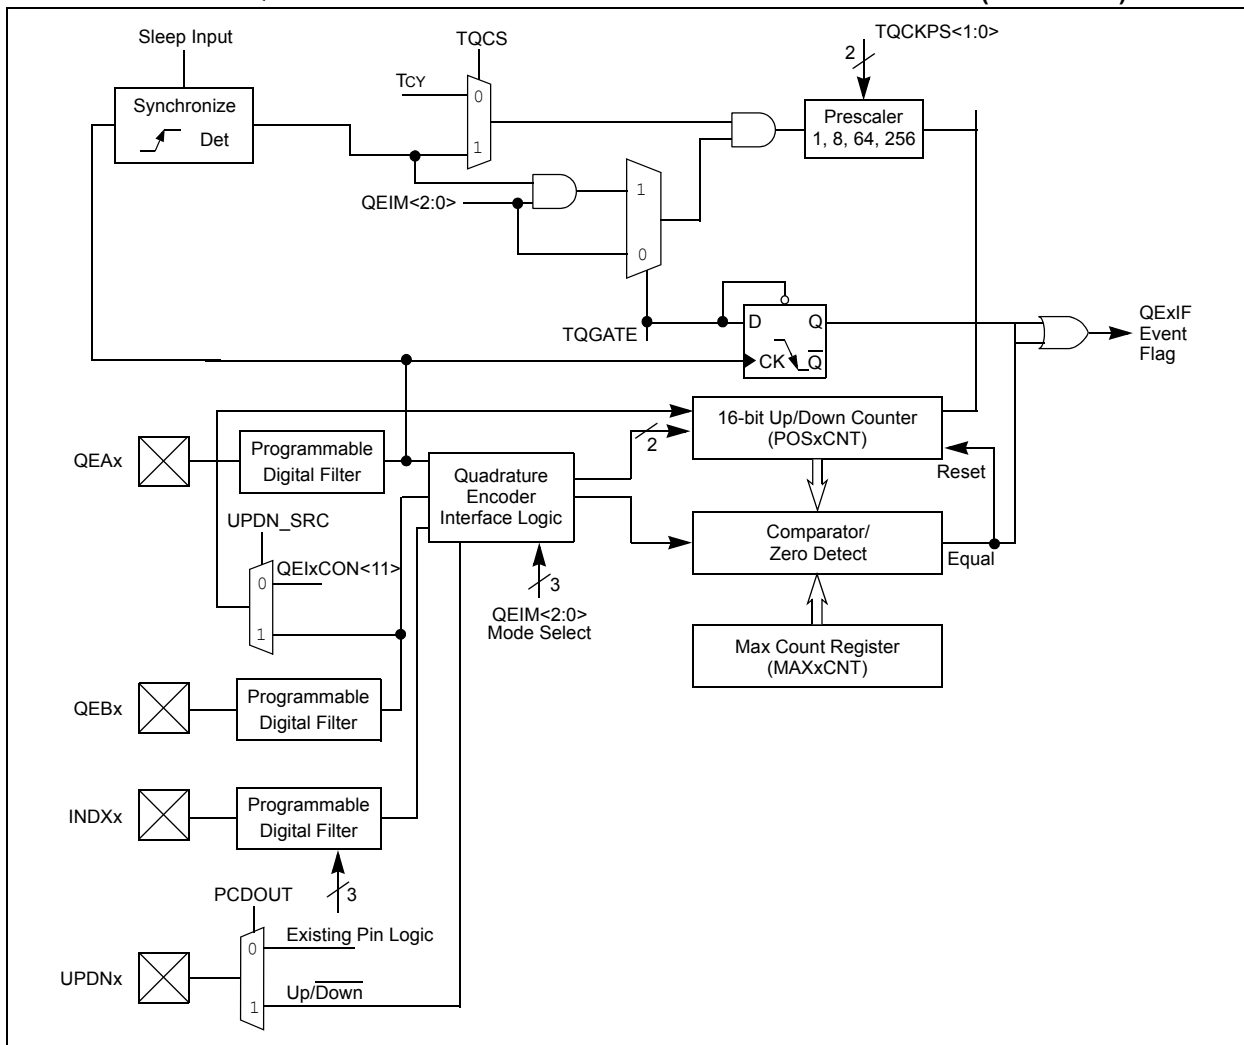 Sleep Input
TQCS
TQCKPS<1:0>
2
TCY
0
Synchronize
Det
1
Prescaler
1, 8, 64, 256
QEIM<2:0>
1
0
TQGATE
D
Q
CK
Q
QExIF
Event
Flag
16-bit Up/Down Counter
(POSxCNT)
2
Reset
QEAx
Programmable
Digital Filter
Quadrature
Encoder
Interface Logic
Comparator/
Zero Detect
Equal
UPDN_SRC
0
QEIxCON<11>
1
3
QEIM<2:0>
Mode Select
Max Count Register
(MAXxCNT)
QEBx
Programmable
Digital Filter
INDXx
Programmable
Digital Filter
3
PCDOUT
0
Existing Pin Logic
UPDNx
Up/Down
1